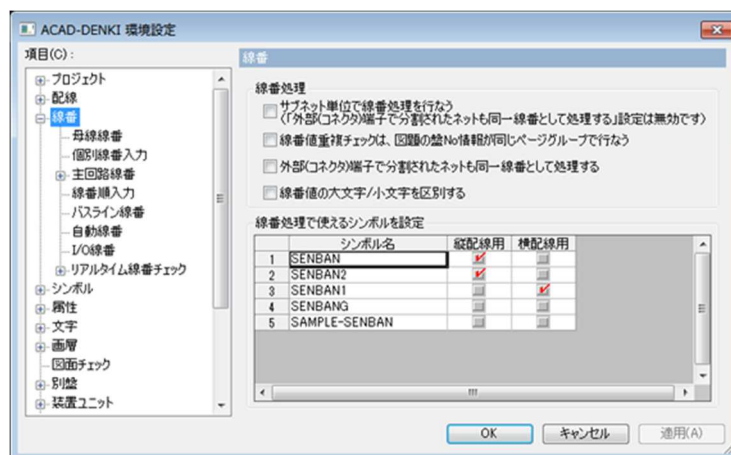 ACAD-DENKI 環境設定
項目(C):
プロジェクト
配線
線番
母線線番
個別線番入力
主回路線番
線番順入力
バスライン線番
自動線番
I/O線番
リアルタイム線番チェック
シンボル
属性
文字
画層
図面チェック
別盤
装置ユニット
線番
線番処理
サブネット単位で線番処理を行なう
(「外部(コネクタ)端子で分割されたネットも同一線番として処理する」設定は無効です)
線番値重複チェックは、図題の盤No情報が同じページグループで行なう
外部(コネクタ)端子で分割されたネットも同一線番として処理する
線番値の大文字/小文字を区別する
線番処理で使えるシンボルを設定
シンボル名 縦配線用 横配線用
1 SENBAN
2 SENBAN2
3 SENBAN1
4 SENBANG
5 SAMPLE-SENBAN
OK キャンセル 適用(A)